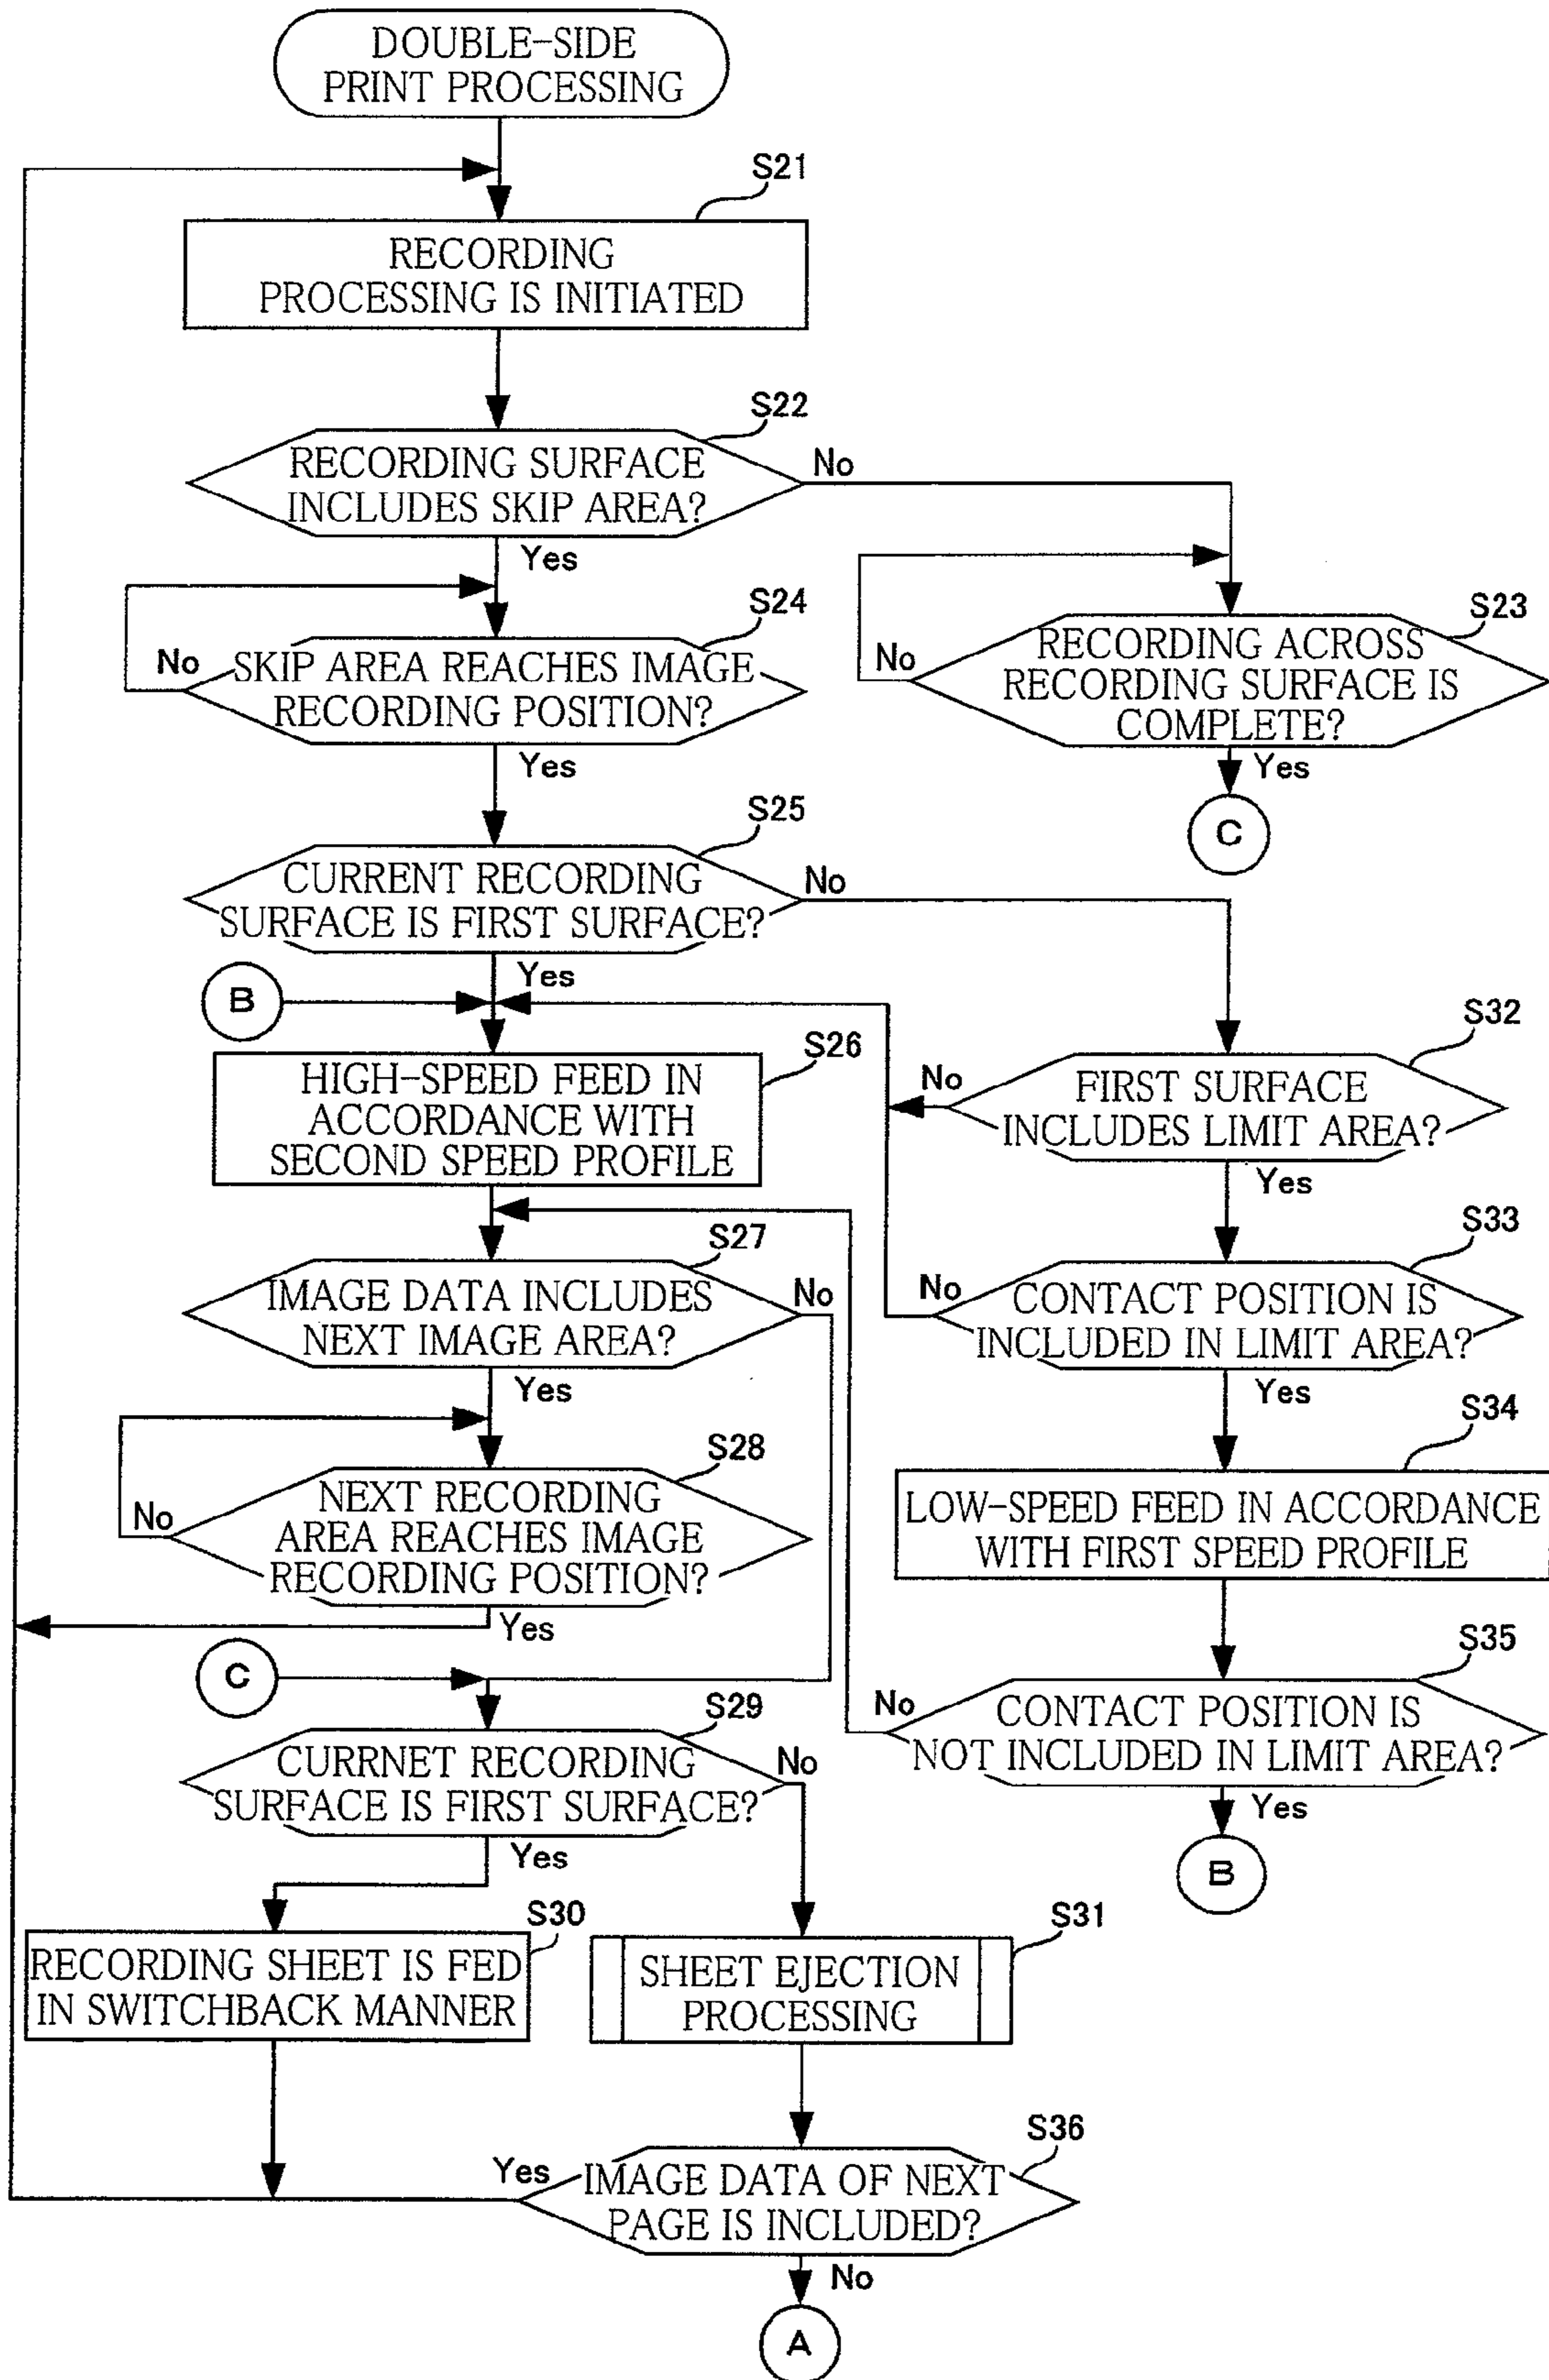 DOUBLE-SIDE
PRINT PROCESSING
S21
RECORDING
PROCESSING IS INITIATED
S22
RECORDING SURFACE
INCLUDES SKIP AREA?
No
Yes
S24
No
SKIP AREA REACHES IMAGE
RECORDING POSITION?
Yes
S23
No
RECORDING ACROSS
RECORDING SURFACE IS
COMPLETE?
Yes
C
S25
CURRENT RECORDING
SURFACE IS FIRST SURFACE?
No
Yes
B
S26
HIGH-SPEED FEED IN
ACCORDANCE WITH
SECOND SPEED PROFILE
S32
No
FIRST SURFACE
INCLUDES LIMIT AREA?
Yes
S27
IMAGE DATA INCLUDES
NEXT IMAGE AREA?
No
Yes
S33
No
CONTACT POSITION IS
INCLUDED IN LIMIT AREA?
Yes
S28
No
NEXT RECORDING
AREA REACHES IMAGE
RECORDING POSITION?
Yes
S34
LOW-SPEED FEED IN ACCORDANCE
WITH FIRST SPEED PROFILE
C
S35
No
CONTACT POSITION IS
NOT INCLUDED IN LIMIT AREA?
Yes
B
S29
CURRNET RECORDING
SURFACE IS FIRST SURFACE?
No
Yes
S30
RECORDING SHEET IS FED
IN SWITCHBACK MANNER
S31
SHEET EJECTION
PROCESSING
S36
Yes
IMAGE DATA OF NEXT
PAGE IS INCLUDED?
No
A